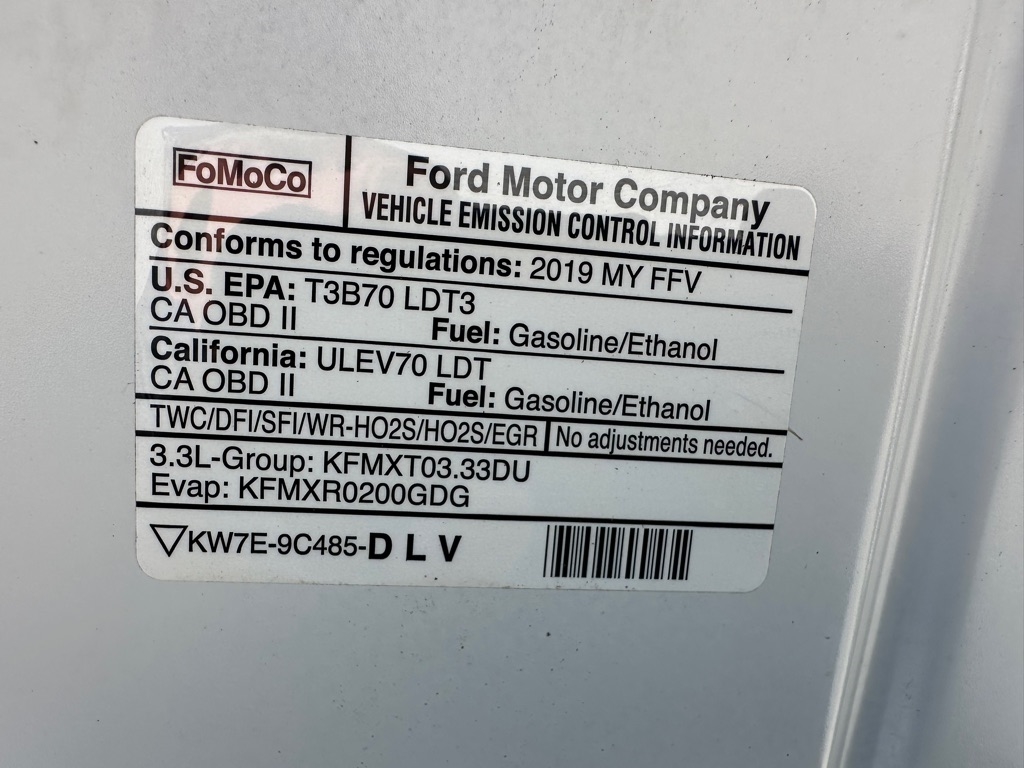 FoMoCo
Ford Motor Company
VEHICLE EMISSION CONTROL INFORMATION
Conforms to regulations: 2019 MY FFV
U.S. EPA: T3B70 LDT3
CA OBD II Fuel: Gasoline/Ethanol
California: ULEV70 LDT
CA OBD II Fuel: Gasoline/Ethanol
TWC/DFI/SFI/WR-HO2S/HO2S/EGR No adjustments needed.
3.3L-Group: KFMXT03.33DU
Evap: KFMXR0200GDG
▽KW7E-9C485-D L V